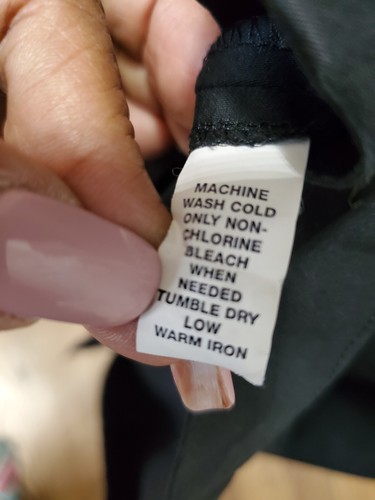 MACHINE
WASH COLD
ONLY NON-
CHLORINE
BLEACH
WHEN
NEEDED
TUMBLE DRY
LOW
WARM IRON